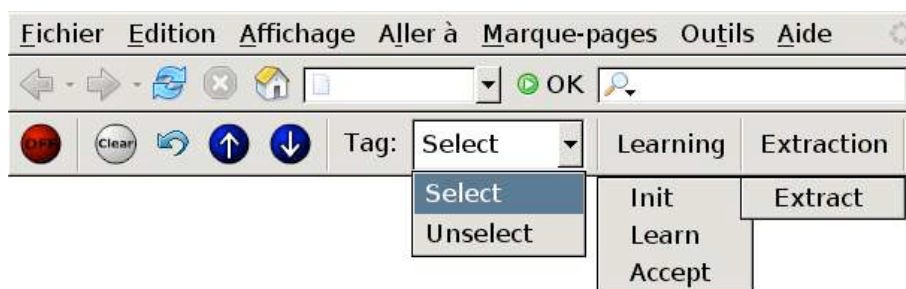 Fichier Edition Affichage Aller à Marque-pages Outils Aide
OK
OFF Clear Tag: Select Learning Extraction
Select Init Extract
Unselect Learn
Accept